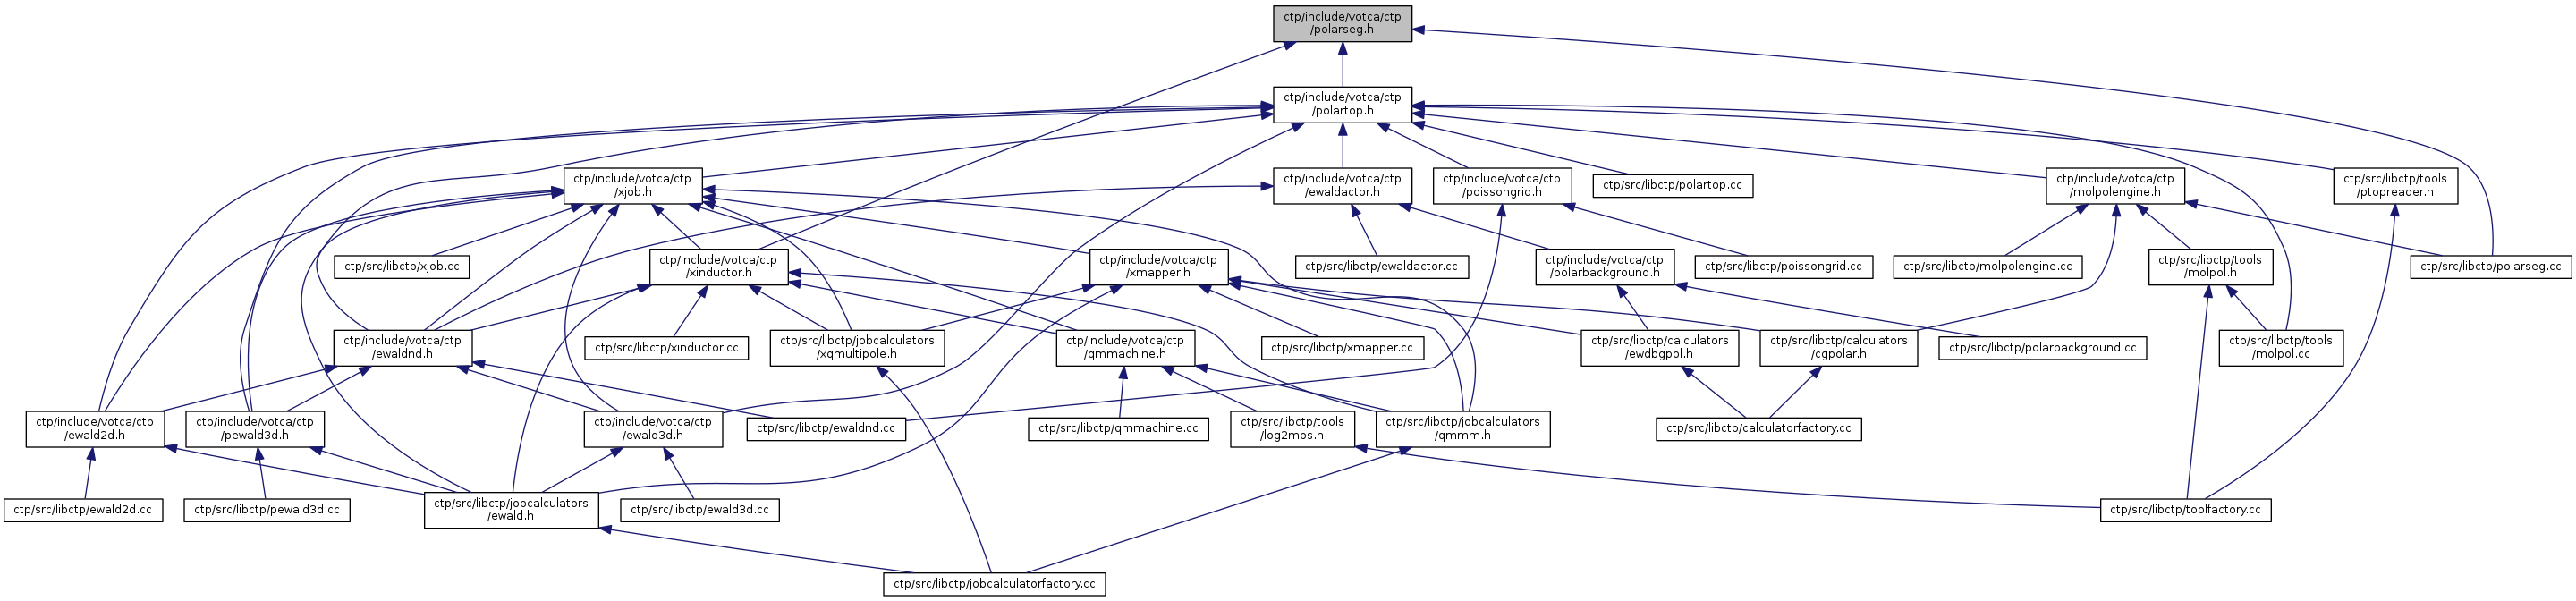 ctp/include/votca/ctp
/polarseg.h
ctp/include/votca/ctp
/polartop.h
ctp/include/votca/ctp
/xjob.h
ctp/include/votca/ctp
/ewaldactor.h
ctp/include/votca/ctp
/poissongrid.h
ctp/src/libctp/polartop.cc
ctp/include/votca/ctp
/molpolengine.h
ctp/src/libctp/tools
/ptopreader.h
ctp/src/libctp/xjob.cc
ctp/include/votca/ctp
/xinductor.h
ctp/include/votca/ctp
/xmapper.h
ctp/src/libctp/ewaldactor.cc
ctp/include/votca/ctp
/polarbackground.h
ctp/src/libctp/poissongrid.cc
ctp/src/libctp/molpolengine.cc
ctp/src/libctp/tools
/molpol.h
ctp/src/libctp/polarseg.cc
ctp/include/votca/ctp
/ewaldnd.h
ctp/src/libctp/xinductor.cc
ctp/src/libctp/jobcalculators
/xqmultipole.h
ctp/include/votca/ctp
/qmmachine.h
ctp/src/libctp/xmapper.cc
ctp/src/libctp/calculators
/ewdbgpol.h
ctp/src/libctp/calculators
/cgpolar.h
ctp/src/libctp/polarbackground.cc
ctp/src/libctp/tools
/molpol.cc
ctp/include/votca/ctp
/ewald2d.h
ctp/include/votca/ctp
/pewald3d.h
ctp/include/votca/ctp
/ewald3d.h
ctp/src/libctp/ewaldnd.cc
ctp/src/libctp/qmmachine.cc
ctp/src/libctp/tools
/log2mps.h
ctp/src/libctp/jobcalculators
/qmmm.h
ctp/src/libctp/calculatorfactory.cc
ctp/src/libctp/ewald2d.cc
ctp/src/libctp/pewald3d.cc
ctp/src/libctp/jobcalculators
/ewald.h
ctp/src/libctp/ewald3d.cc
ctp/src/libctp/toolfactory.cc
ctp/src/libctp/jobcalculatorfactory.cc